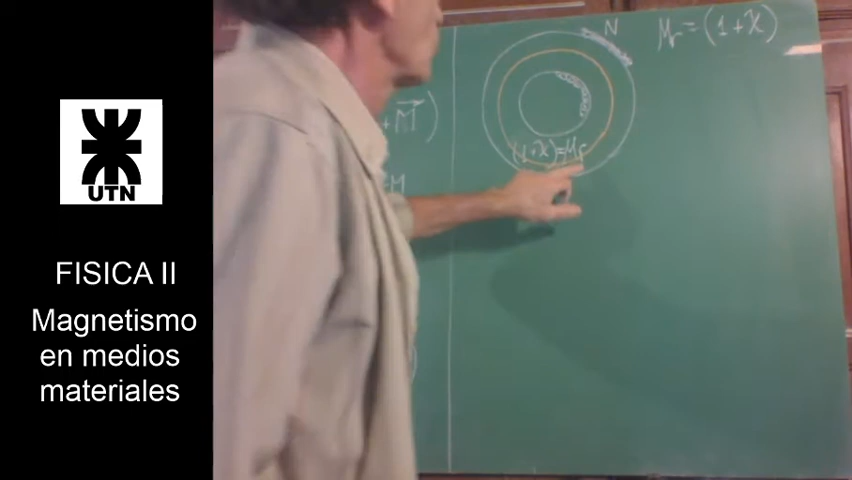 UTN
FISICA II
Magnetismo
en medios
materiales
+M⃗)
=M
N
(1+χ)=μr
μr=(1+χ)